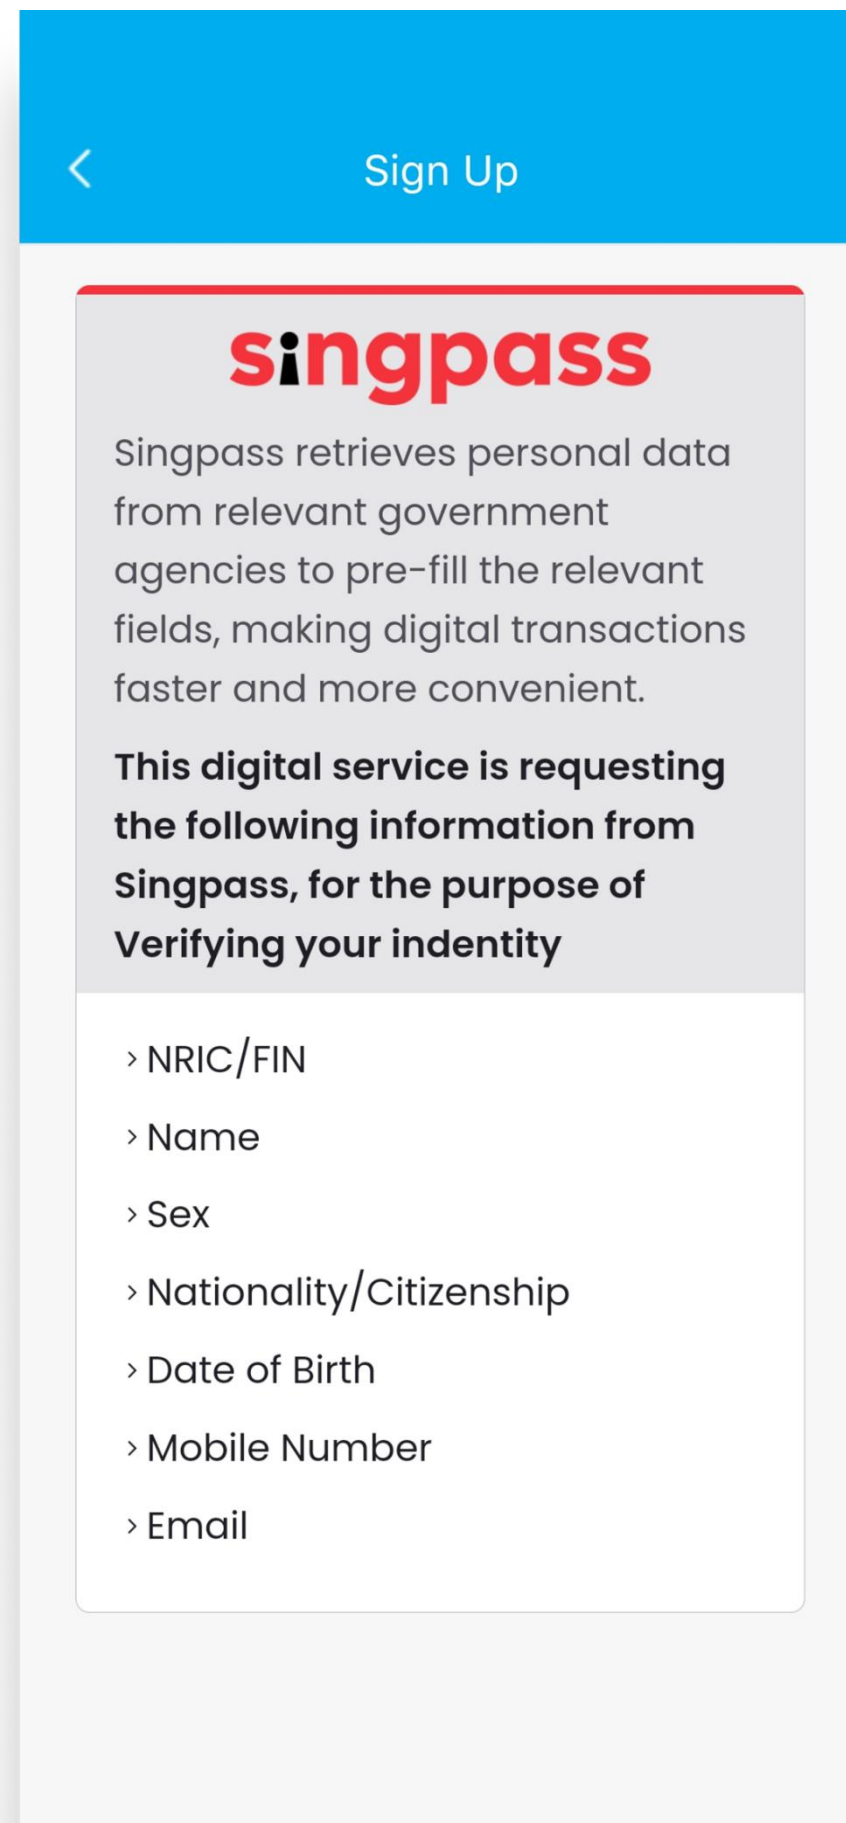 Sign Up
singpass
Singpass retrieves personal data
from relevant government
agencies to pre-fill the relevant
fields, making digital transactions
faster and more convenient.
This digital service is requesting
the following information from
Singpass, for the purpose of
Verifying your indentity
> NRIC/FIN
> Name
> Sex
> Nationality/Citizenship
> Date of Birth
> Mobile Number
> Email